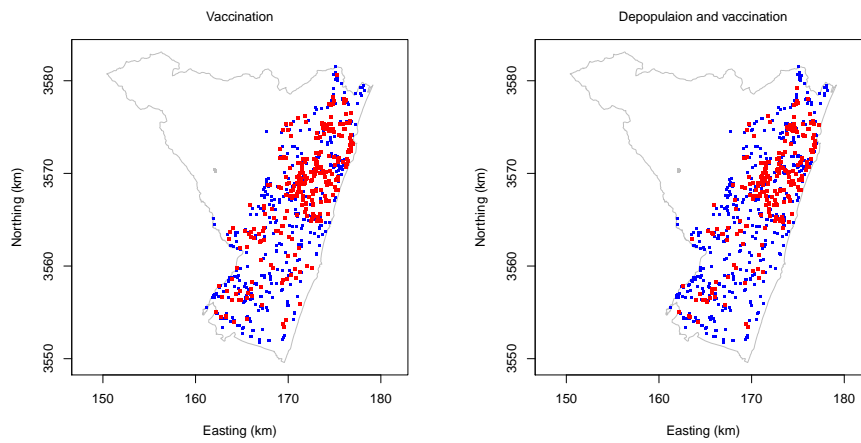 Vaccination
Northing (km)
3580
3570
3560
3550
150 160 170 180
Easting (km)
Depopulaion and vaccination
Northing (km)
3580
3570
3560
3550
150 160 170 180
Easting (km)